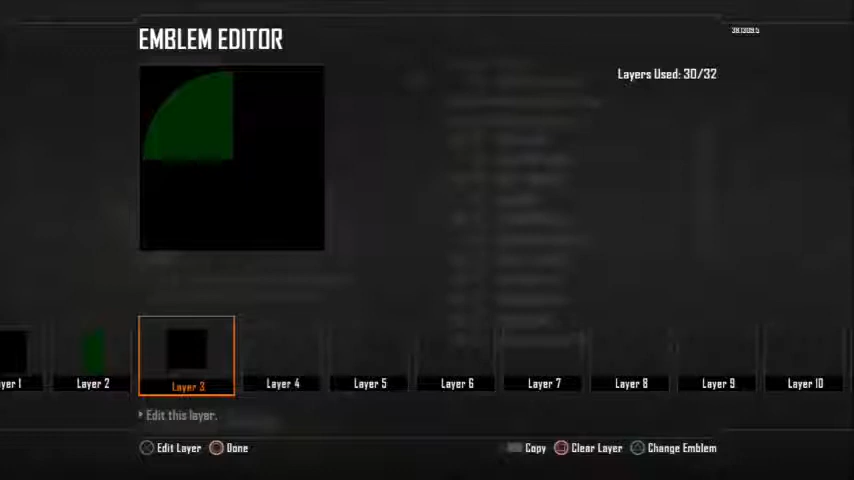 EMBLEM EDITOR
Layers Used: 30/32
yer 1
Layer 2
Layer 3
Layer 4
Layer 5
Layer 6
Layer 7
Layer 8
Layer 9
Layer 10
Edit this layer.
Edit Layer
Done
Copy
Clear Layer
Change Emblem